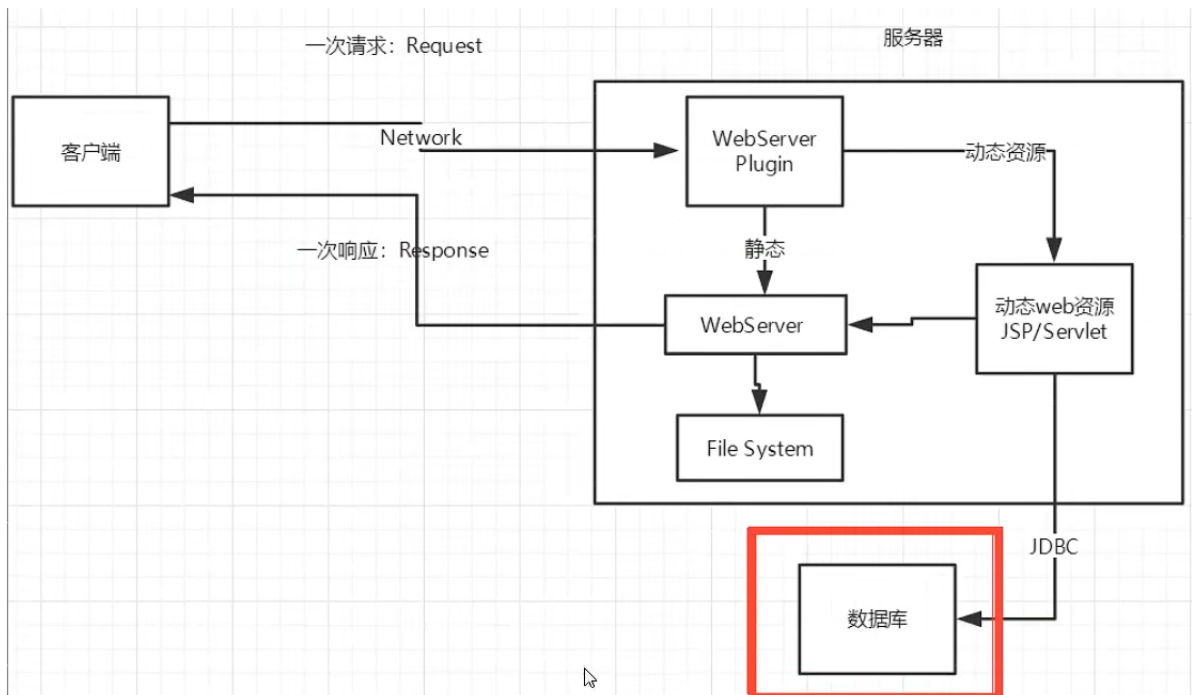 一次请求：Request
服务器
客户端
Network
WebServer
Plugin
动态资源
一次响应：Response
静态
动态web资源
JSP/Servlet
WebServer
File System
JDBC
数据库